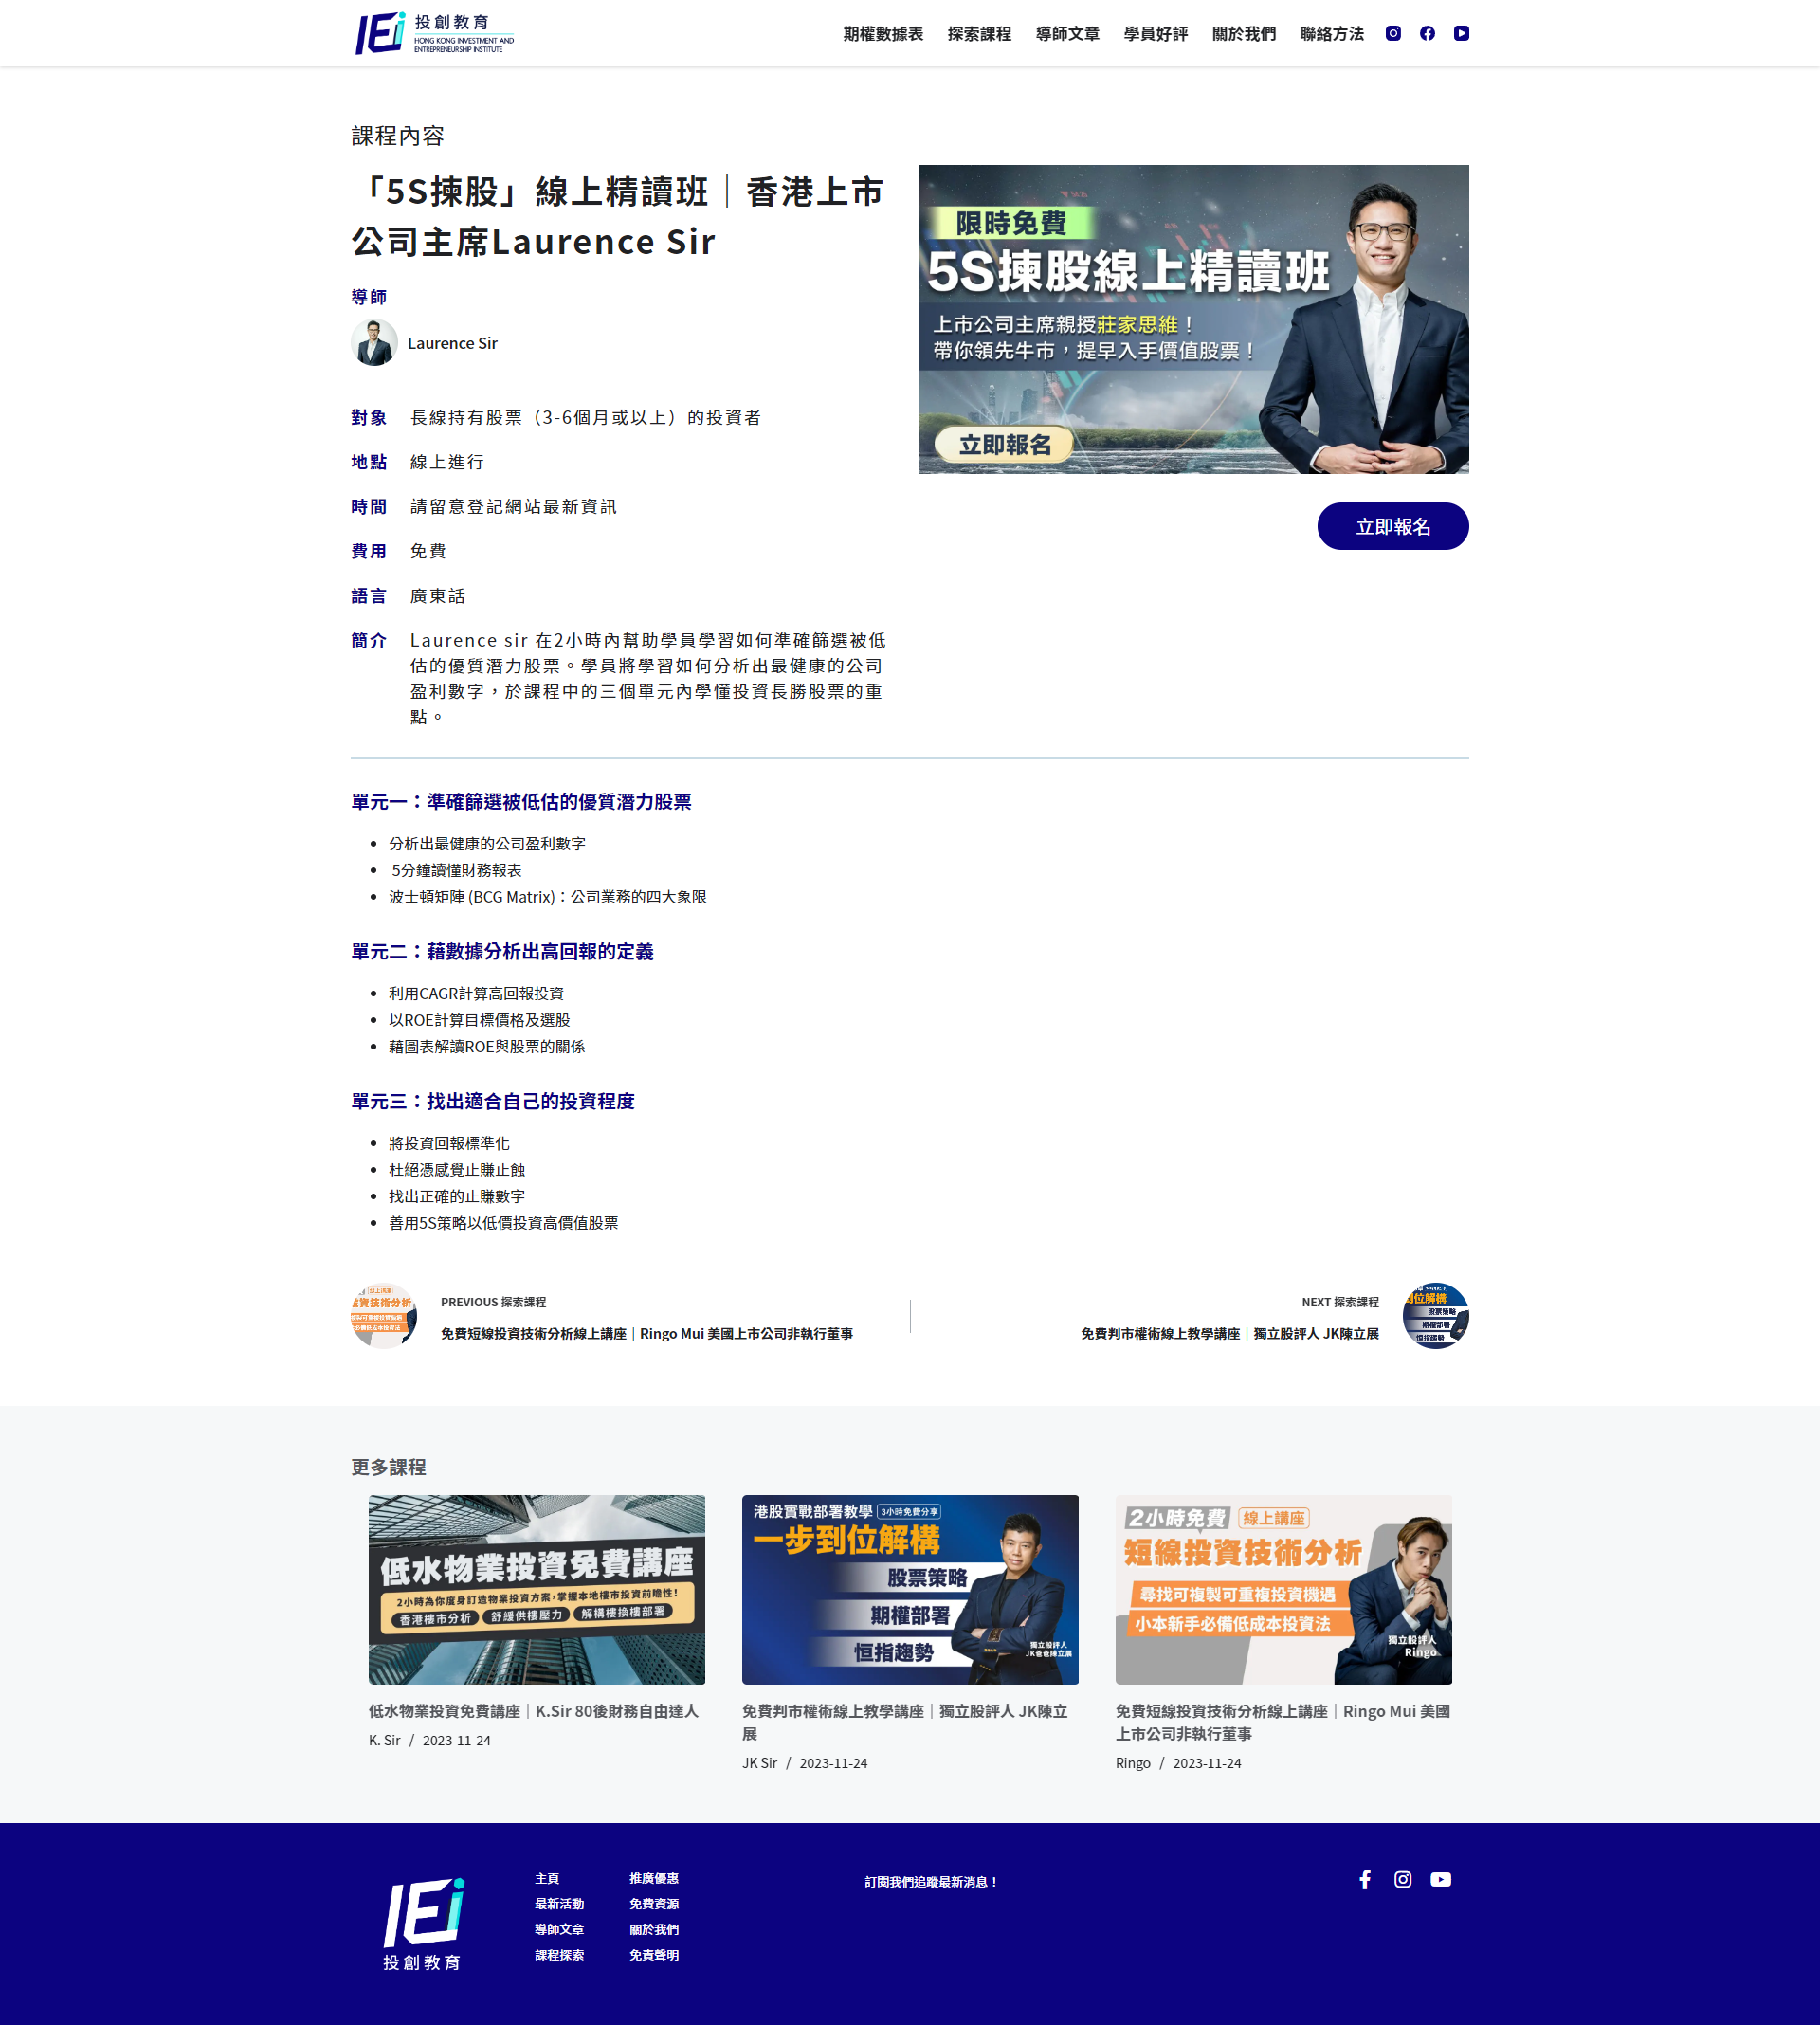 投創教育
HONG KONG INVESTMENT AND
ENTREPRENEURSHIP INSTITUTE
期權數據表 探索課程 導師文章 學員好評 關於我們 聯絡方法
課程內容
「5S揀股」線上精讀班｜香港上市
公司主席Laurence Sir
導師
Laurence Sir
對象 長線持有股票（3-6個月或以上）的投資者
地點 線上進行
時間 請留意登記網站最新資訊
費用 免費
語言 廣東話
簡介 Laurence sir 在2小時內幫助學員學習如何準確篩選被低
估的優質潛力股票。學員將學習如何分析出最健康的公司
盈利數字，於課程中的三個單元內學懂投資長勝股票的重
點。
限時免費
5S揀股線上精讀班
上市公司主席親授莊家思維！
帶你領先牛市，提早入手價值股票！
立即報名
立即報名
單元一：準確篩選被低估的優質潛力股票
分析出最健康的公司盈利數字
5分鐘讀懂財務報表
波士頓矩陣 (BCG Matrix)：公司業務的四大象限
單元二：藉數據分析出高回報的定義
利用CAGR計算高回報投資
以ROE計算目標價格及選股
藉圖表解讀ROE與股票的關係
單元三：找出適合自己的投資程度
將投資回報標準化
杜絕憑感覺止賺止蝕
找出正確的止賺數字
善用5S策略以低價投資高價值股票
PREVIOUS 探索課程
免費短線投資技術分析線上講座｜Ringo Mui 美國上市公司非執行董事
NEXT 探索課程
免費判市權術線上教學講座｜獨立股評人 JK陳立展
更多課程
低水物業投資免費講座
2小時為你度身訂造物業投資方案，掌握本地樓市投資前瞻性！
香港樓市分析 舒緩供樓壓力 解構樓換樓部署
低水物業投資免費講座｜K.Sir 80後財務自由達人
K. Sir / 2023-11-24
港股實戰部署教學 3小時免費分享
一步到位解構
股票策略
期權部署
恒指趨勢
獨立股評人
JK爸爸陳立展
免費判市權術線上教學講座｜獨立股評人 JK陳立
展
JK Sir / 2023-11-24
2小時免費 線上講座
短線投資技術分析
尋找可複製可重複投資機遇
小本新手必備低成本投資法
獨立股評人
Ringo
免費短線投資技術分析線上講座｜Ringo Mui 美國
上市公司非執行董事
Ringo / 2023-11-24
投創教育
主頁
最新活動
導師文章
課程探索
推廣優惠
免費資源
關於我們
免責聲明
訂閱我們追蹤最新消息！